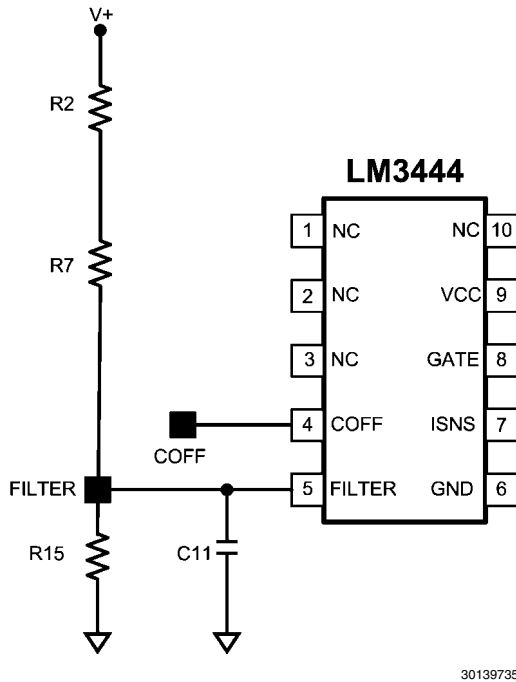 V+
R2
LM3444
1 NC NC 10
R7
2 NC VCC 9
3 NC GATE 8
4 COFF ISNS 7
COFF
FILTER
5 FILTER GND 6
R15
C11
30139735